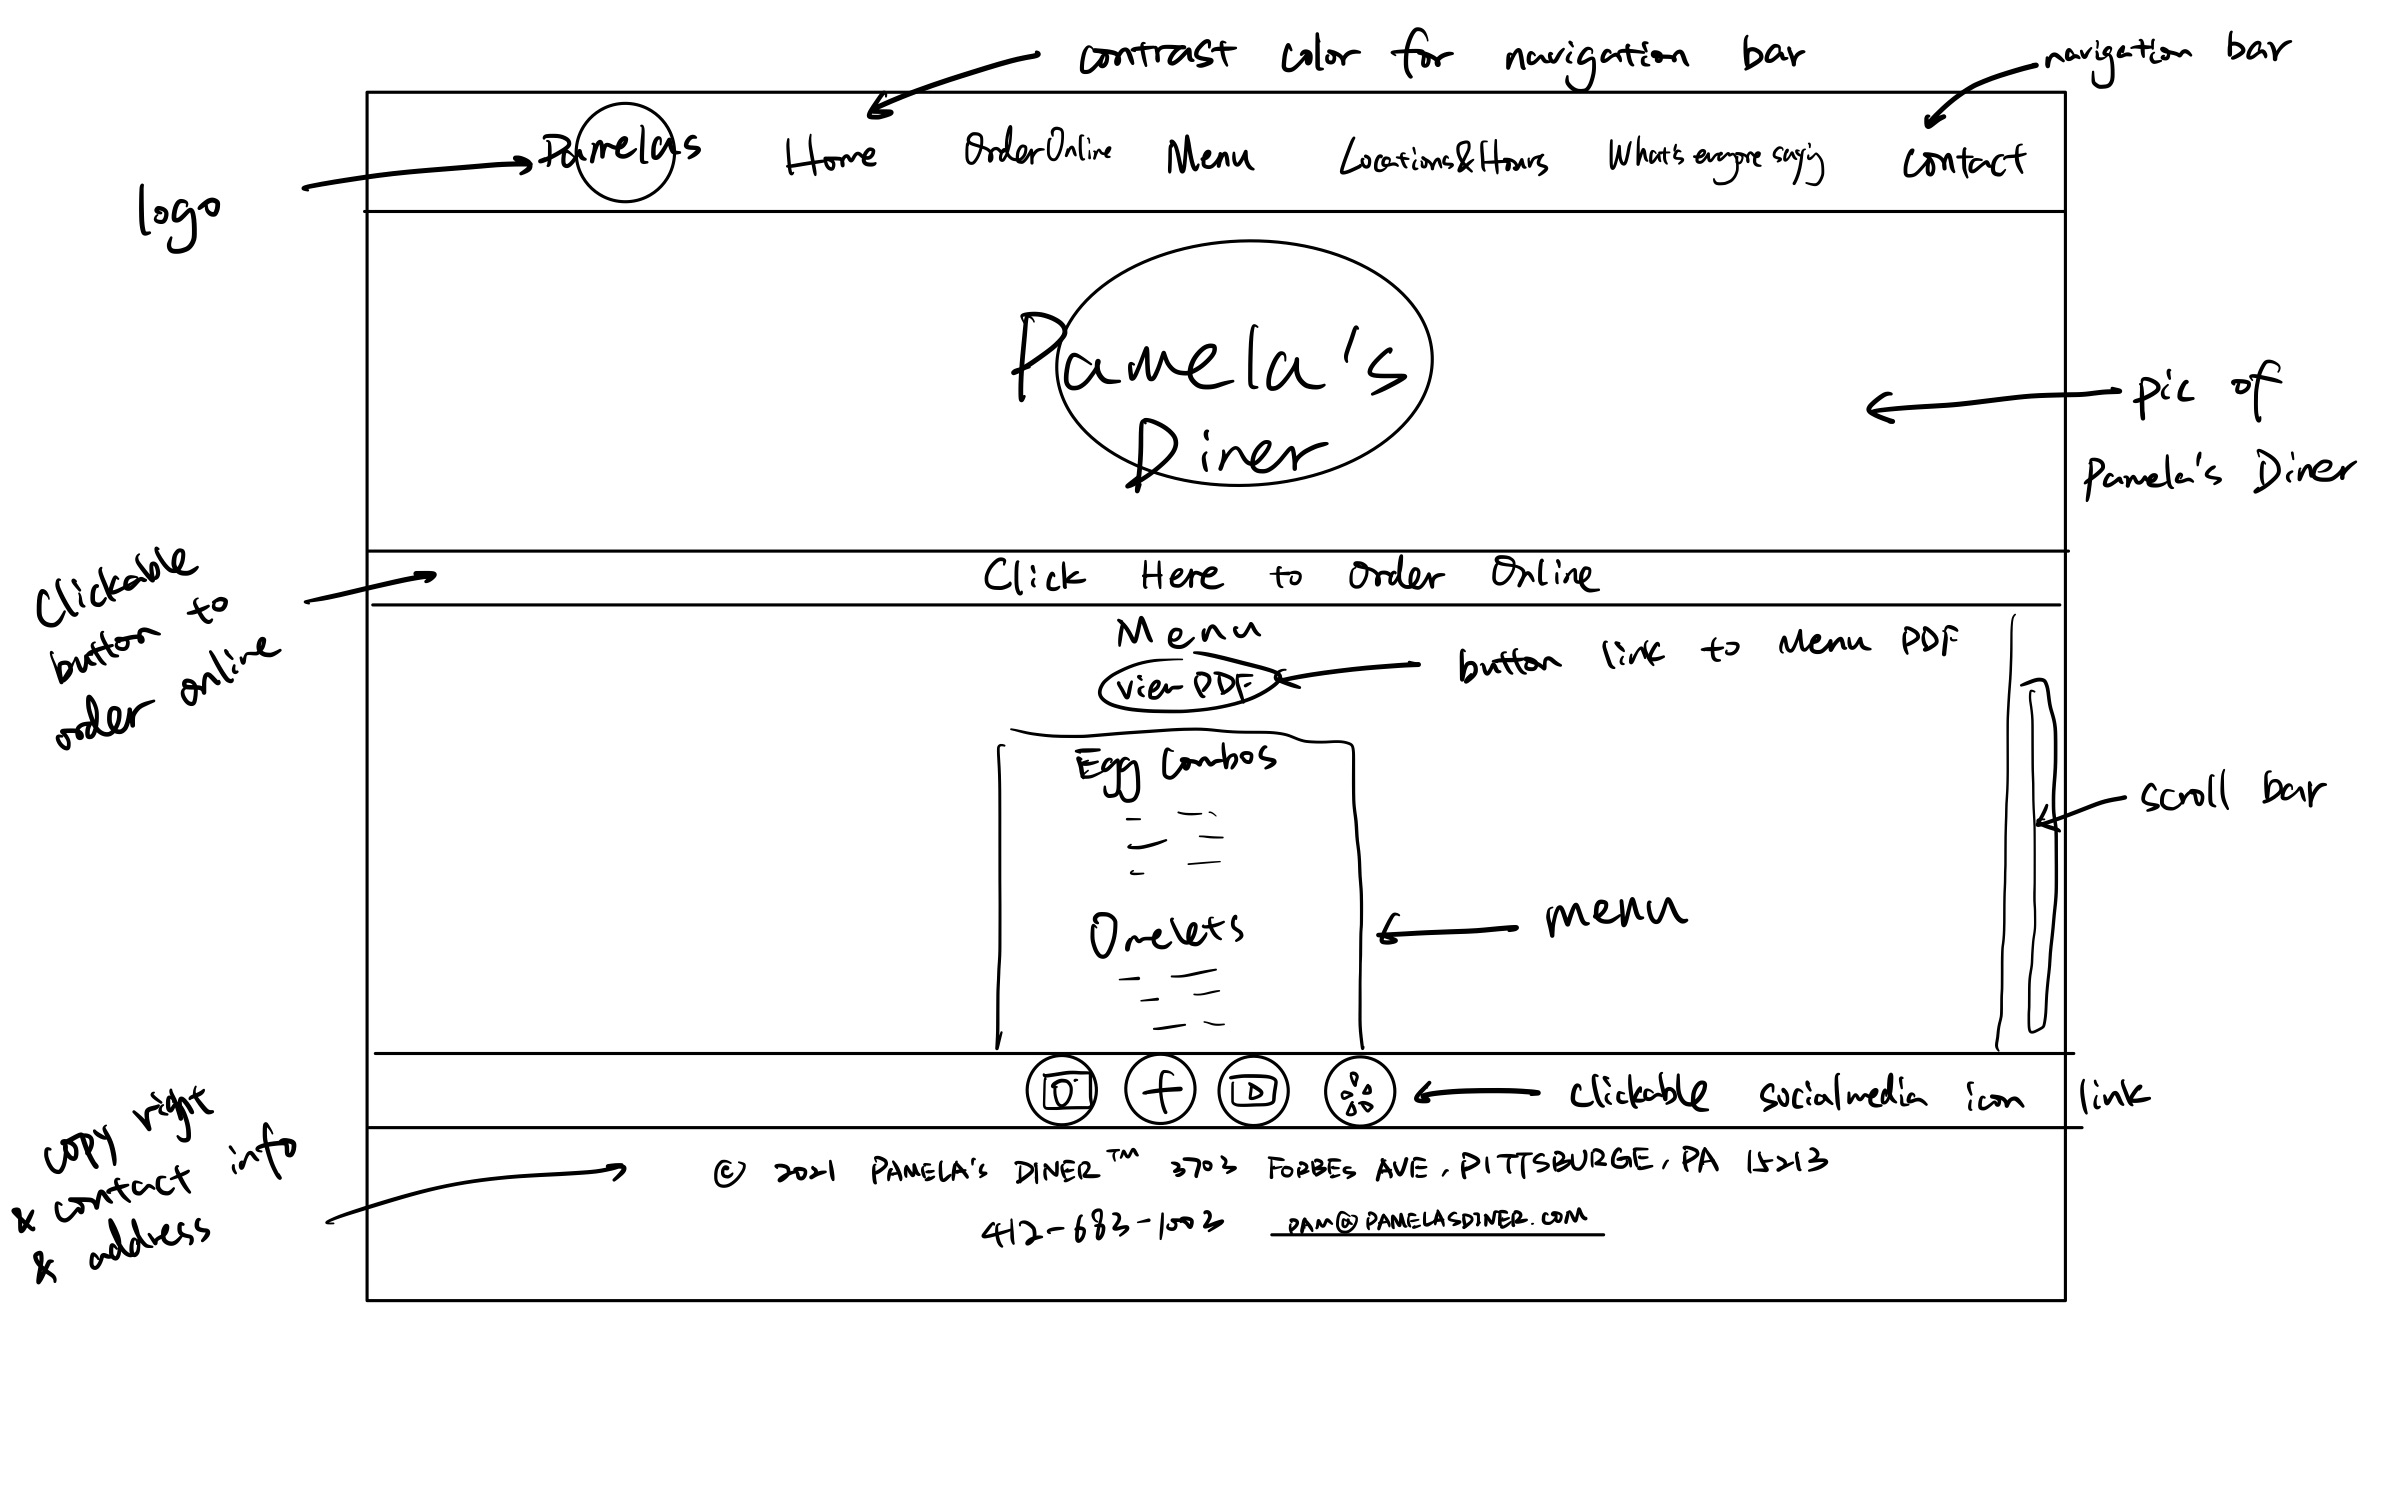 contrast color for navigation bar
navigation bar
logo
Pamelas Home Order Online Menu Locations&Hours What's everyone saying contact
Pamela's
Diner
pic of
Pamela's Diner
Clickable
button to
order online
Click Here to Order Online
Menu
view PDF
button link to Menu PDF
Egg Combos
scroll bar
Omelets
menu
clickable socialmedia icon link
copy right
& contact info
& address
© 2021 PAMELA'S DINER™ 3703 FORBES AVE, PITTSBURGE, PA 15213
412-683-1003 PAM@PAMELASDINER.COM